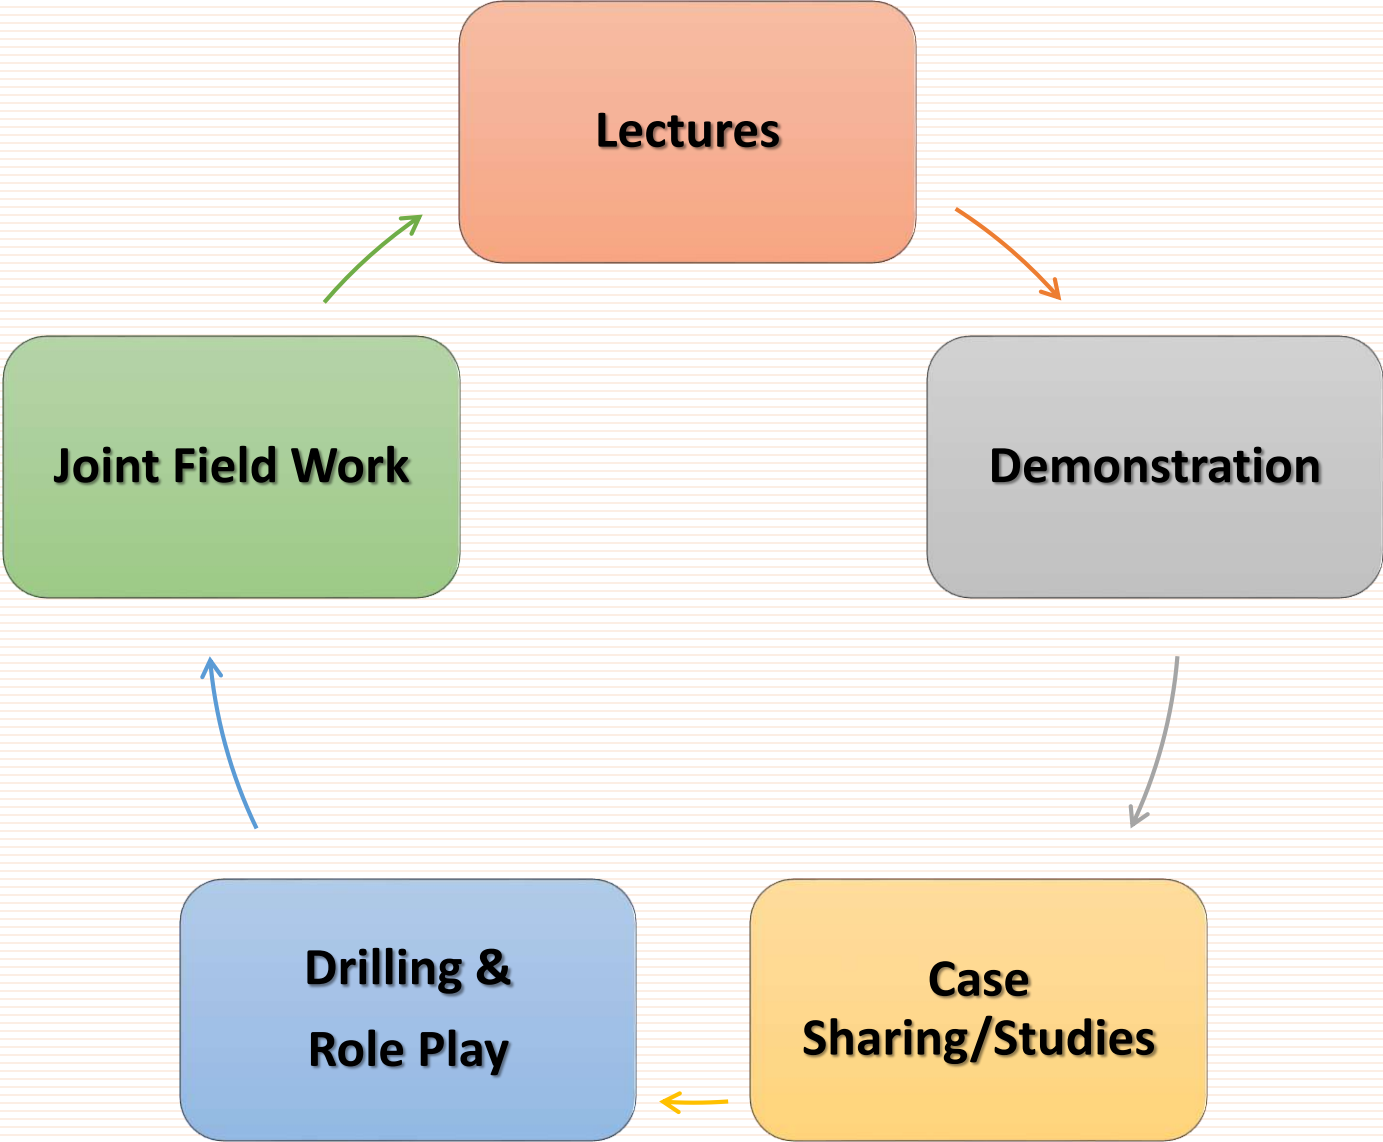 Lectures
Joint Field Work
Demonstration
Drilling &
Role Play
Case
Sharing/Studies